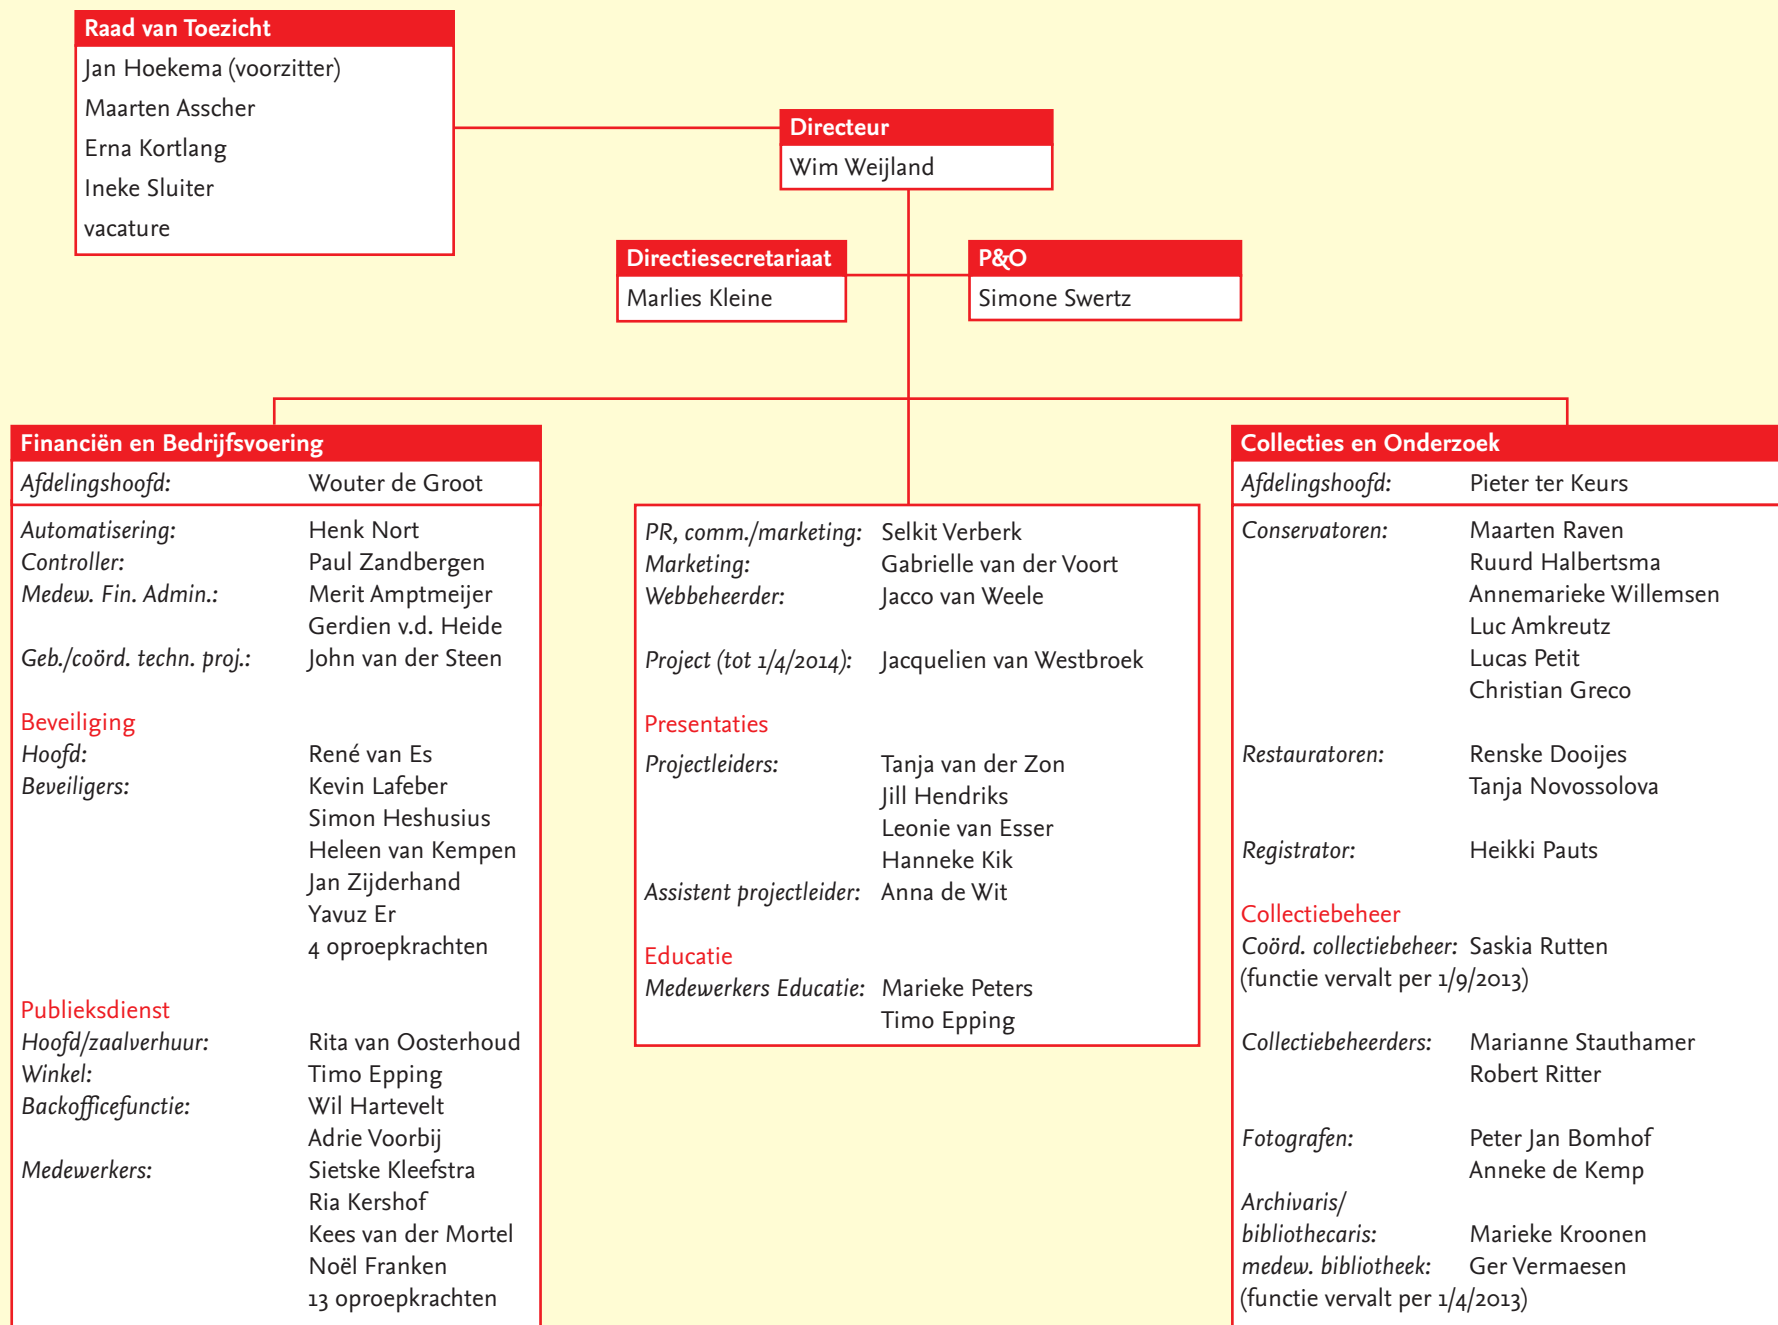 Raad van Toezicht
Jan Hoekema (voorzitter)
Maarten Asscher
Erna Kortlang
Ineke Sluiter
vacature
Directeur
Wim Weijland
Directiesecretariaat
Marlies Kleine
P&O
Simone Swertz
Financiën en Bedrijfsvoering
Afdelingshoofd: Wouter de Groot
Automatisering: Henk Nort
Controller: Paul Zandbergen
Medew. Fin. Admin.: Merit Amptmeijer
Gerdien v.d. Heide
Geb./coörd. techn. proj.: John van der Steen
Beveiliging
Hoofd: René van Es
Beveiligers: Kevin Lafeber
Simon Heshusius
Heleen van Kempen
Jan Zijderhand
Yavuz Er
4 oproepkrachten
Publieksdienst
Hoofd/zaalverhuur: Rita van Oosterhoud
Winkel: Timo Epping
Backofficefunctie: Wil Hartevelt
Adrie Voorbij
Medewerkers: Sietske Kleefstra
Ria Kershof
Kees van der Mortel
Noël Franken
13 oproepkrachten
PR, comm./marketing: Selkit Verberk
Marketing: Gabrielle van der Voort
Webbeheerder: Jacco van Weele
Project (tot 1/4/2014): Jacquelien van Westbroek
Presentaties
Projectleiders: Tanja van der Zon
Jill Hendriks
Leonie van Esser
Hanneke Kik
Assistent projectleider: Anna de Wit
Educatie
Medewerkers Educatie: Marieke Peters
Timo Epping
Collecties en Onderzoek
Afdelingshoofd: Pieter ter Keurs
Conservatoren: Maarten Raven
Ruurd Halbertsma
Annemarieke Willemsen
Luc Amkreutz
Lucas Petit
Christian Greco
Restauratoren: Renske Dooijes
Tanja Novossolova
Registrator: Heikki Pauts
Collectiebeheer
Coörd. collectiebeheer: Saskia Rutten
(functie vervalt per 1/9/2013)
Collectiebeheerders: Marianne Stauthamer
Robert Ritter
Fotografen: Peter Jan Bomhof
Anneke de Kemp
Archivaris/
bibliothecaris: Marieke Kroonen
medew. bibliotheek: Ger Vermaesen
(functie vervalt per 1/4/2013)